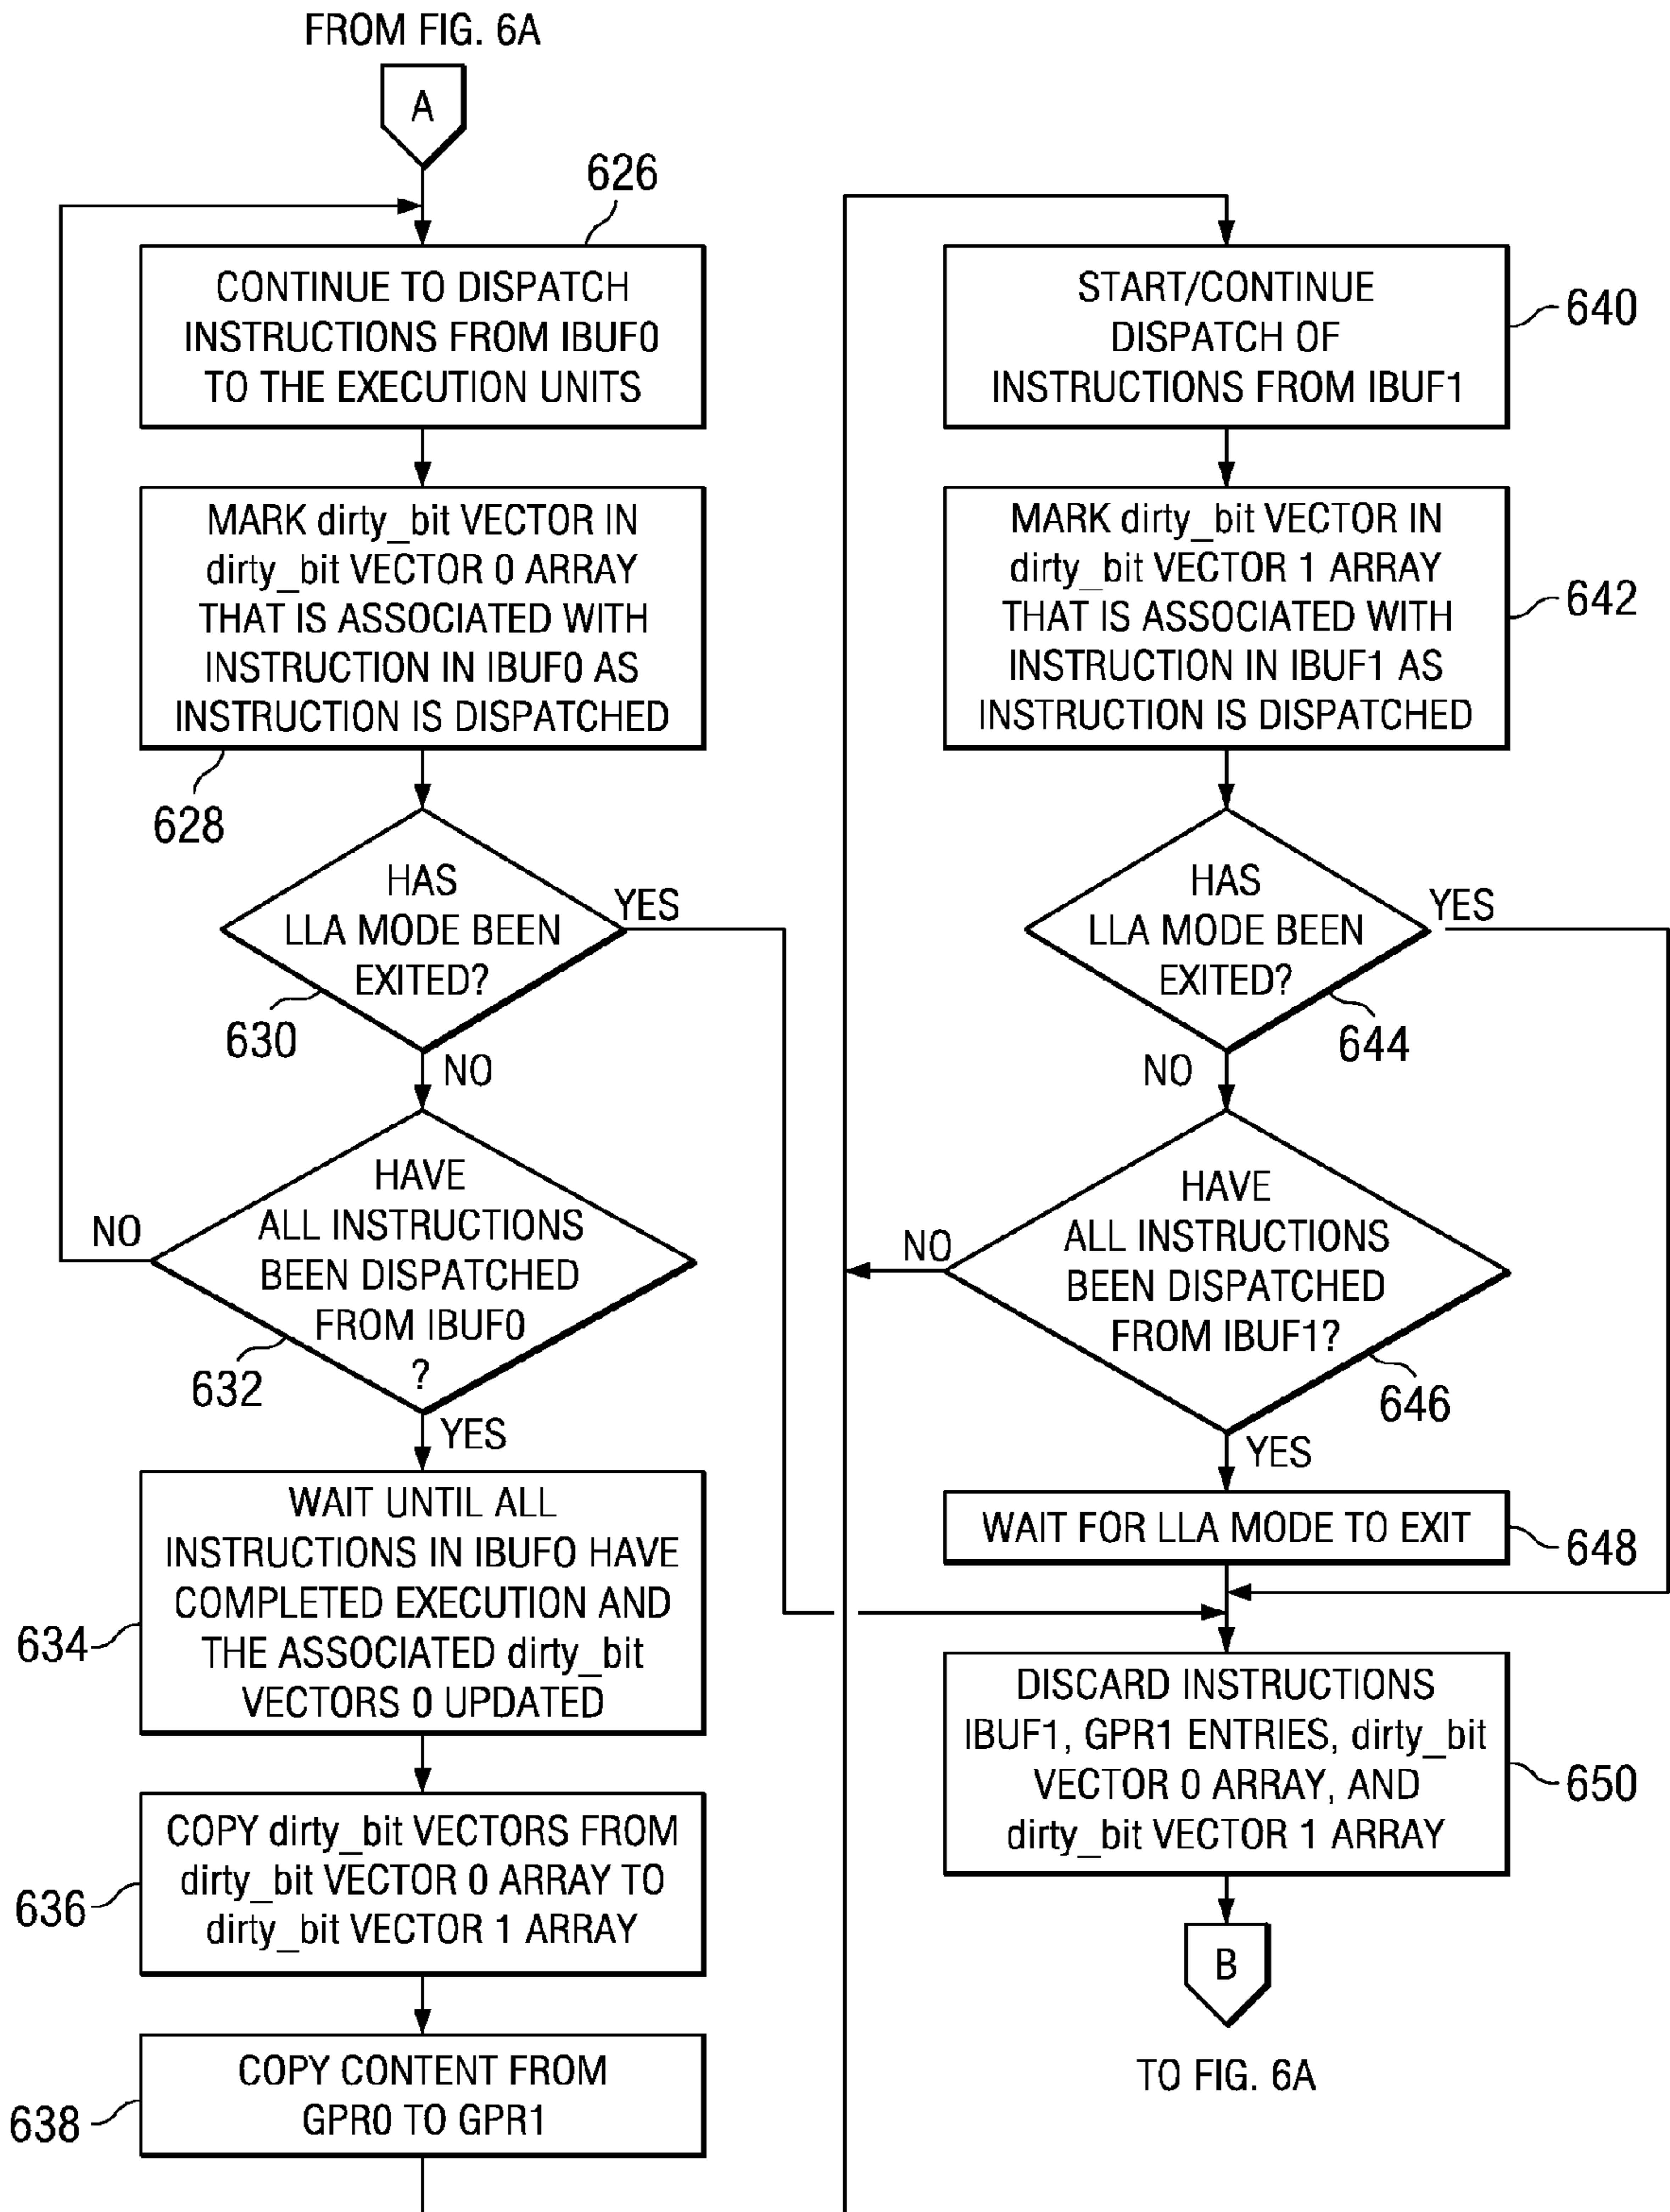 FROM FIG. 6A
A
626
CONTINUE TO DISPATCH
INSTRUCTIONS FROM IBUF0
TO THE EXECUTION UNITS
MARK dirty_bit VECTOR IN
dirty_bit VECTOR 0 ARRAY
THAT IS ASSOCIATED WITH
INSTRUCTION IN IBUF0 AS
INSTRUCTION IS DISPATCHED
628
HAS
LLA MODE BEEN
EXITED?
YES
630
NO
HAVE
ALL INSTRUCTIONS
BEEN DISPATCHED
FROM IBUF0
?
NO
632
YES
WAIT UNTIL ALL
INSTRUCTIONS IN IBUF0 HAVE
COMPLETED EXECUTION AND
THE ASSOCIATED dirty_bit
VECTORS 0 UPDATED
634
COPY dirty_bit VECTORS FROM
dirty_bit VECTOR 0 ARRAY TO
dirty_bit VECTOR 1 ARRAY
636
COPY CONTENT FROM
GPR0 TO GPR1
638
START/CONTINUE
DISPATCH OF
INSTRUCTIONS FROM IBUF1
640
MARK dirty_bit VECTOR IN
dirty_bit VECTOR 1 ARRAY
THAT IS ASSOCIATED WITH
INSTRUCTION IN IBUF1 AS
INSTRUCTION IS DISPATCHED
642
HAS
LLA MODE BEEN
EXITED?
YES
644
NO
HAVE
ALL INSTRUCTIONS
BEEN DISPATCHED
FROM IBUF1?
NO
646
YES
WAIT FOR LLA MODE TO EXIT
648
DISCARD INSTRUCTIONS
IBUF1, GPR1 ENTRIES, dirty_bit
VECTOR 0 ARRAY, AND
dirty_bit VECTOR 1 ARRAY
650
B
TO FIG. 6A